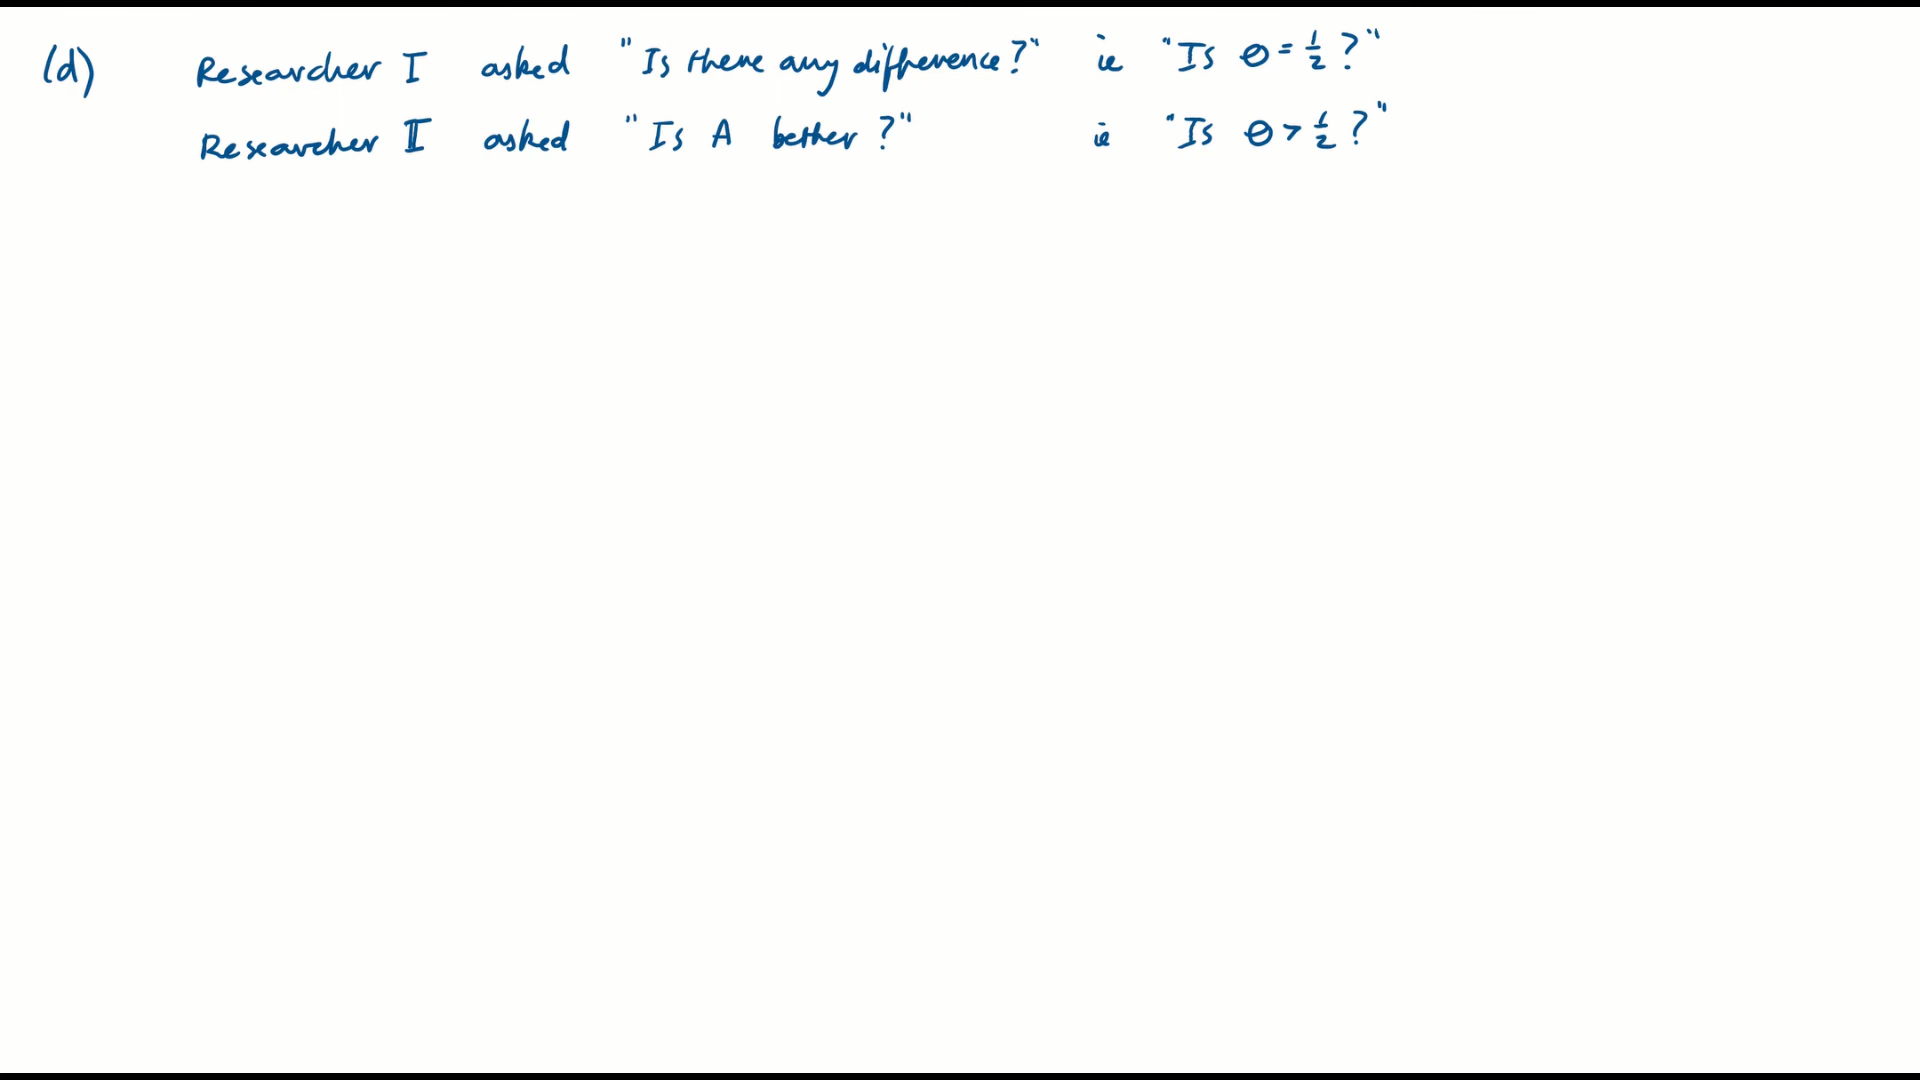 (d) Researcher I asked "Is there any difference?" ie "Is θ = 1/2 ?"
Researcher II asked "Is A better ?" ie "Is θ > 1/2 ?"